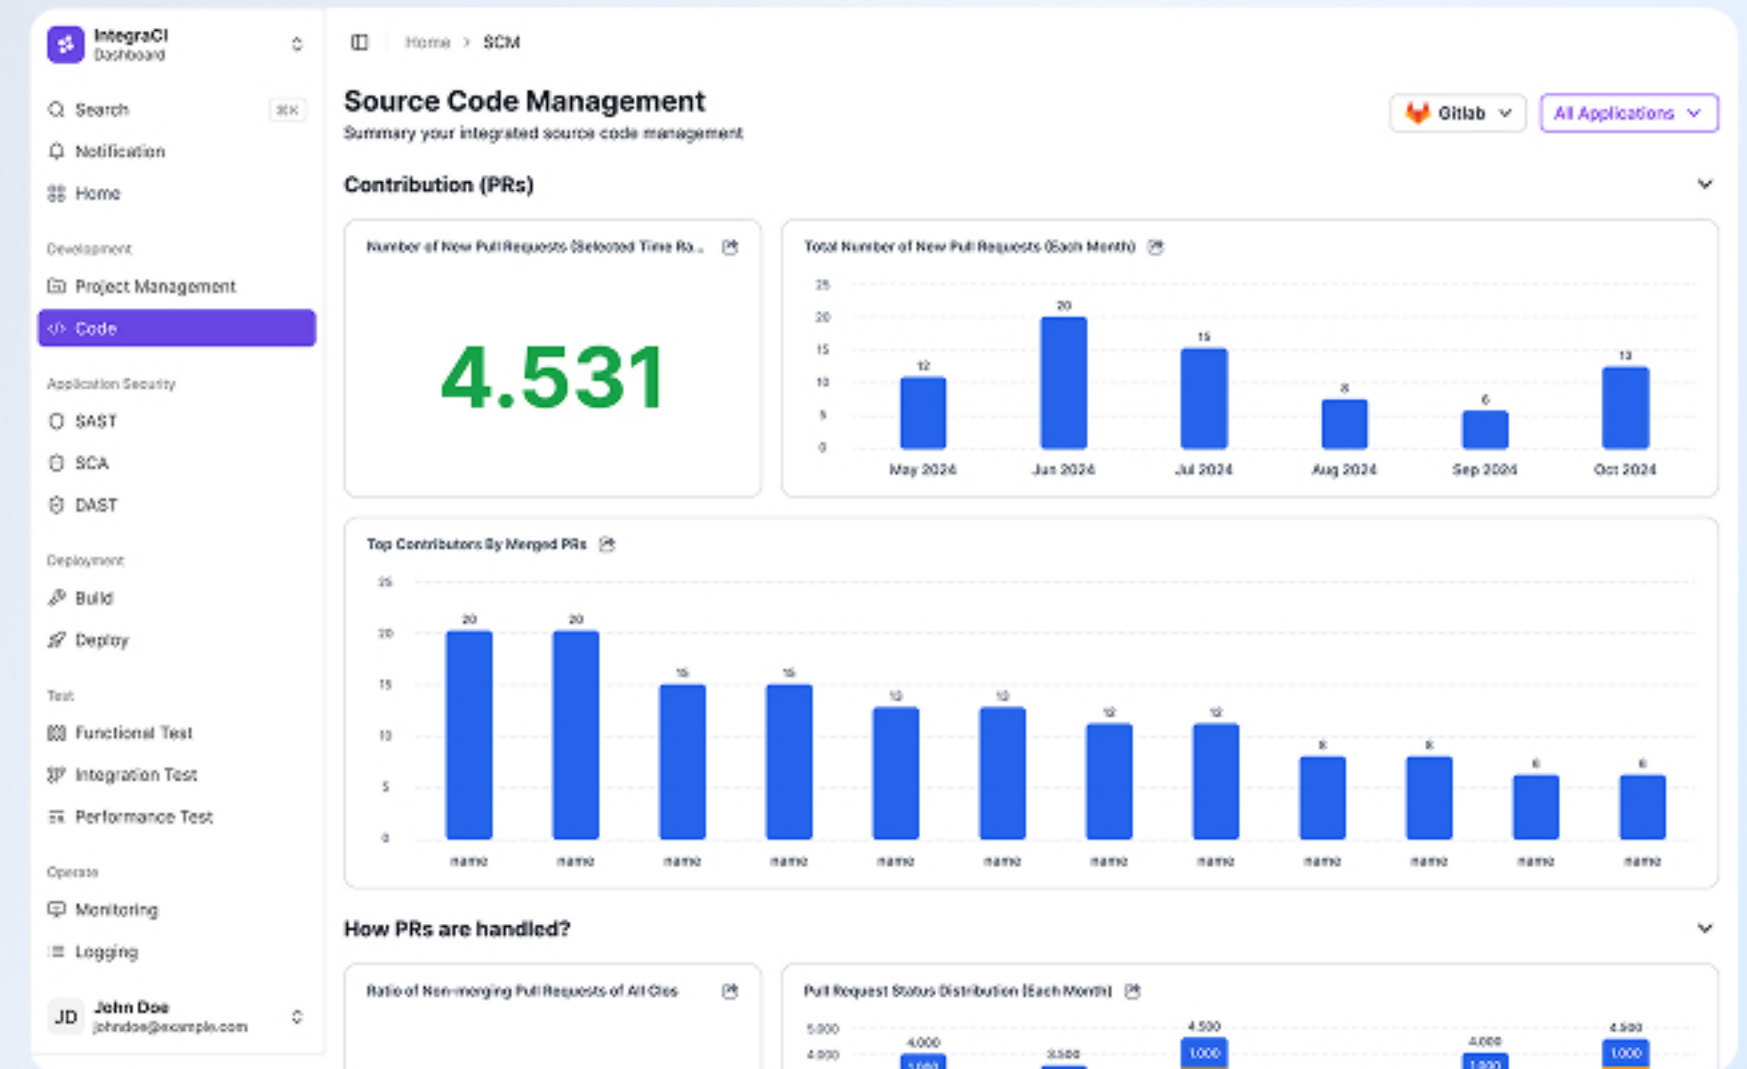 IntegraCI
Dashboard
Search ⌘K
Notification
Home
Development
Project Management
</> Code
Application Security
SAST
SCA
DAST
Deployment
Build
Deploy
Test
Functional Test
Integration Test
Performance Test
Operate
Monitoring
Logging
JD
John Doe
johndoe@example.com
Home > SCM
Source Code Management
Summary your integrated source code management
Gitlab
All Applications
Contribution (PRs)
Number of New Pull Requests (Selected Time Ra...
4.531
Total Number of New Pull Requests (Each Month)
25
20
15
10
5
0
12
20
15
8
6
13
May 2024
Jun 2024
Jul 2024
Aug 2024
Sep 2024
Oct 2024
Top Contributors By Merged PRs
25
20
15
10
5
0
20
20
15
15
13
13
12
12
8
8
6
6
name
name
name
name
name
name
name
name
name
name
name
name
How PRs are handled?
Ratio of Non-merging Pull Requests of All Clos
Pull Request Status Distribution (Each Month)
5.000
4.000
4.000
1.000
3.500
4.500
1.000
4.000
1.000
4.500
1.000